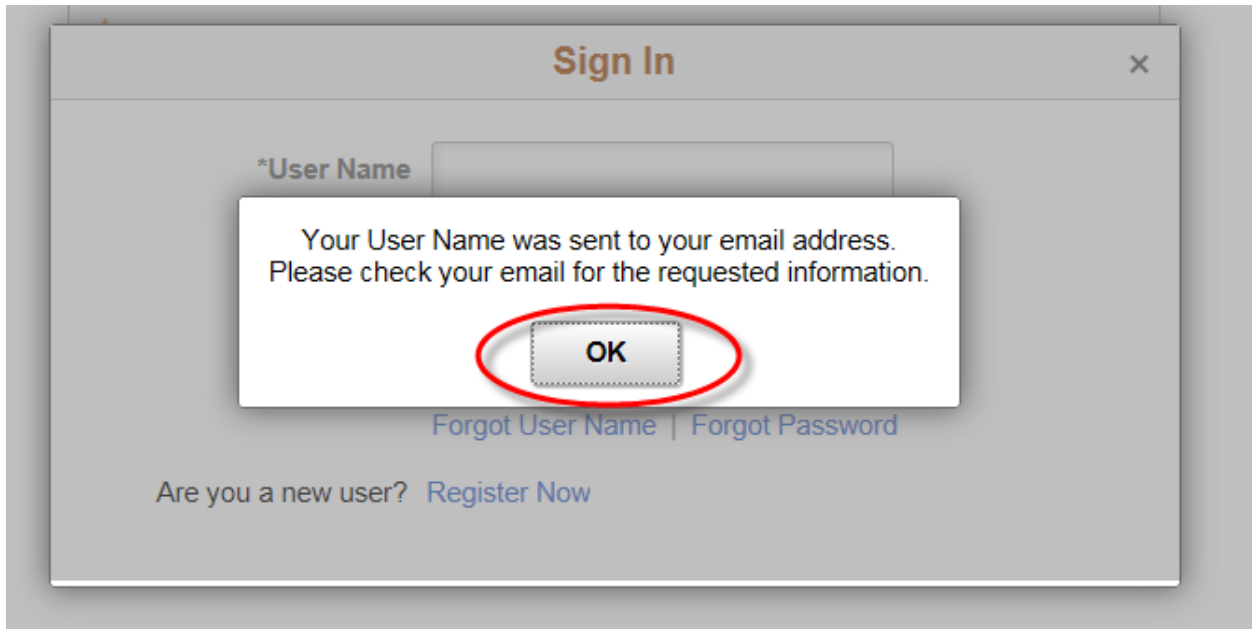 Sign In ×
*User Name
Your User Name was sent to your email address.
Please check your email for the requested information.
OK
Forgot User Name | Forgot Password
Are you a new user? Register Now